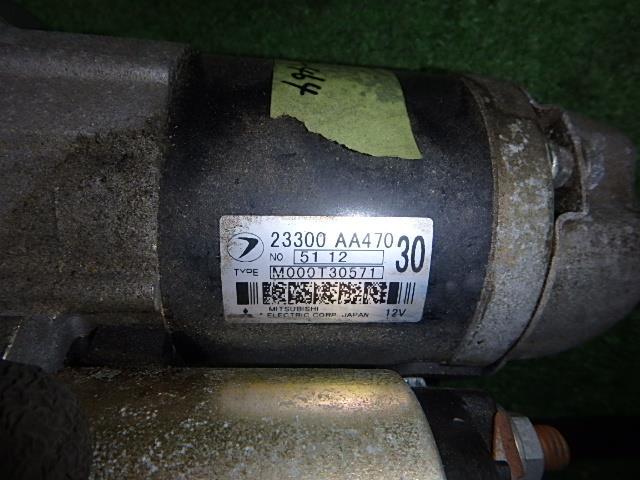 23300 AA470 30
NO 51 12
TYPE M000T30571
MITSUBISHI
ELECTRIC CORP. JAPAN 12V